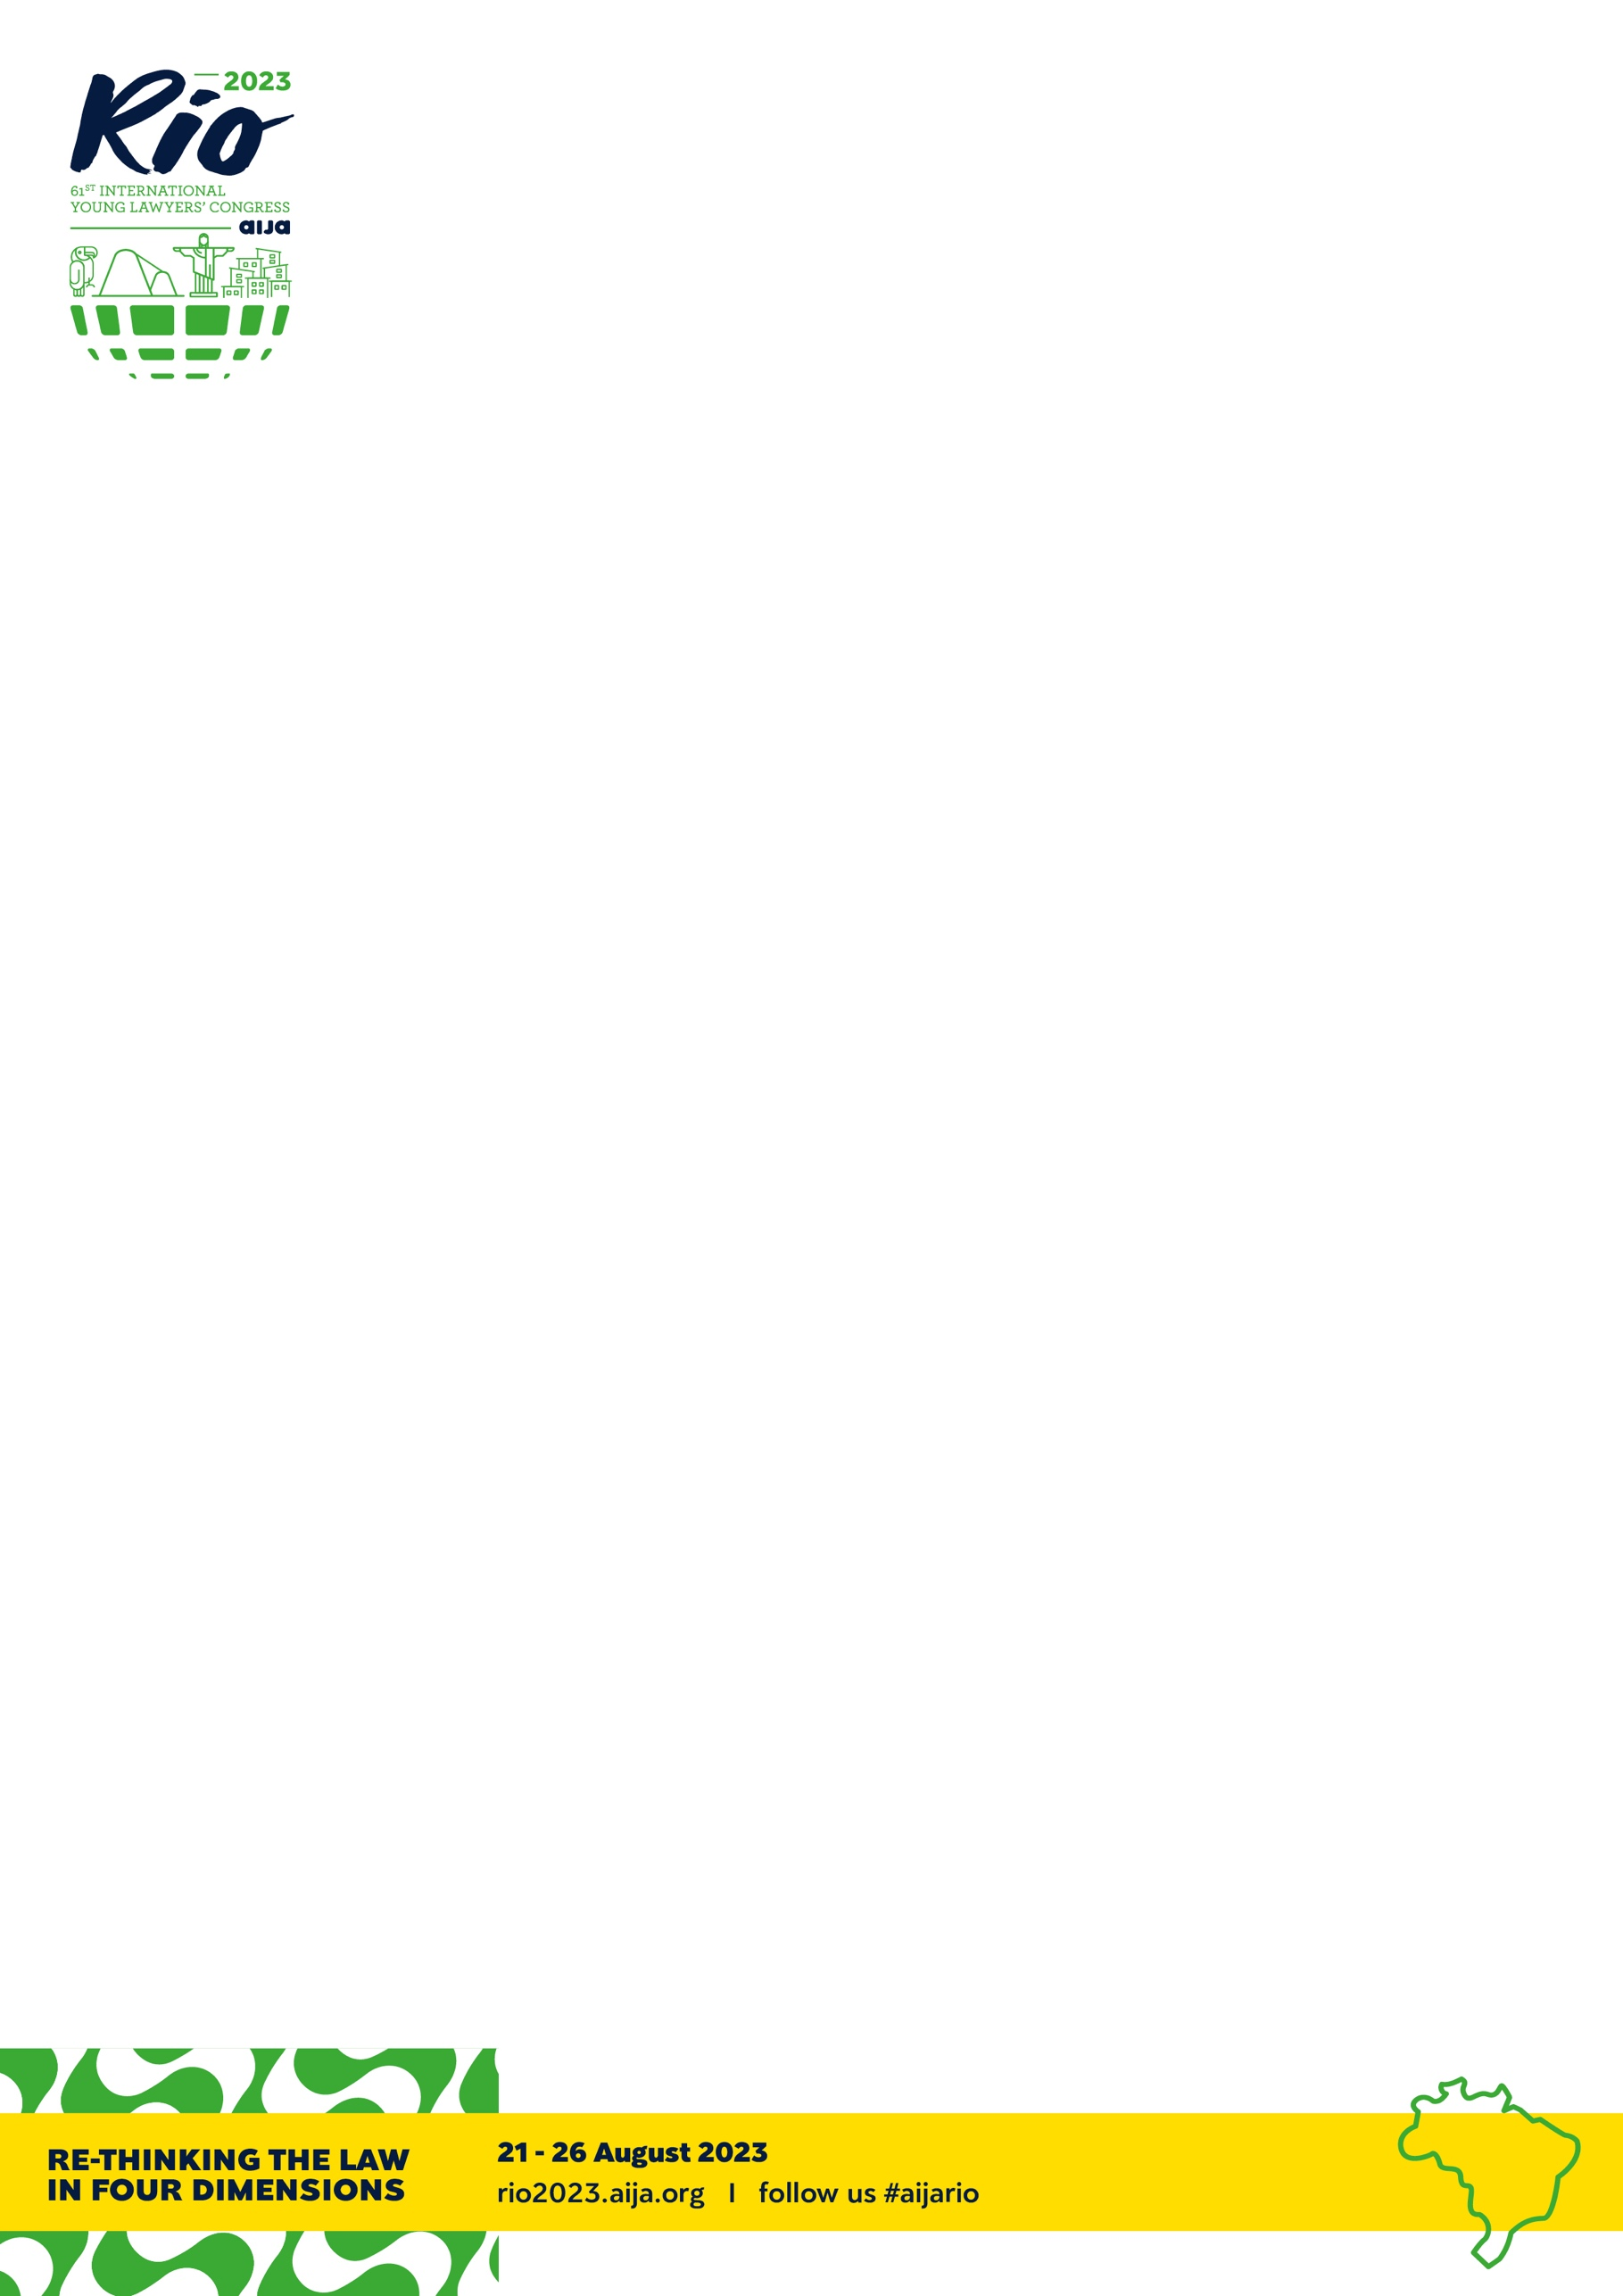 2023
Rio
61ST INTERNATIONAL
YOUNG LAWYERS’ CONGRESS
aija
RE-THINKING THE LAW
IN FOUR DIMENSIONS
21 - 26 August 2023
rio2023.aija.org I follow us #aijario